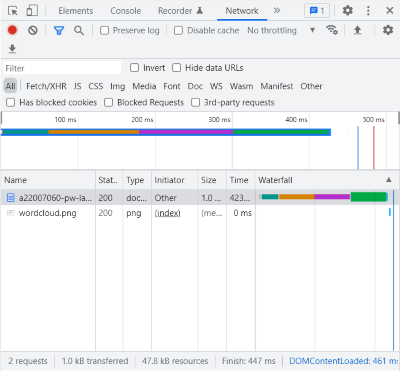 Elements Console Recorder Network » 1
Preserve log Disable cache No throttling
Filter Invert Hide data URLs
All Fetch/XHR JS CSS Img Media Font Doc WS Wasm Manifest Other
Has blocked cookies Blocked Requests 3rd-party requests
100 ms 200 ms 300 ms 400 ms 500 ms
Name Stat.. Type Initiator Size Time Waterfall
a22007060-pw-la... 200 doc... Other 1.0 ... 423...
wordcloud.png 200 png (index) (me... 0 ms
2 requests 1.0 kB transferred 47.8 kB resources Finish: 447 ms DOMContentLoaded: 461 ms